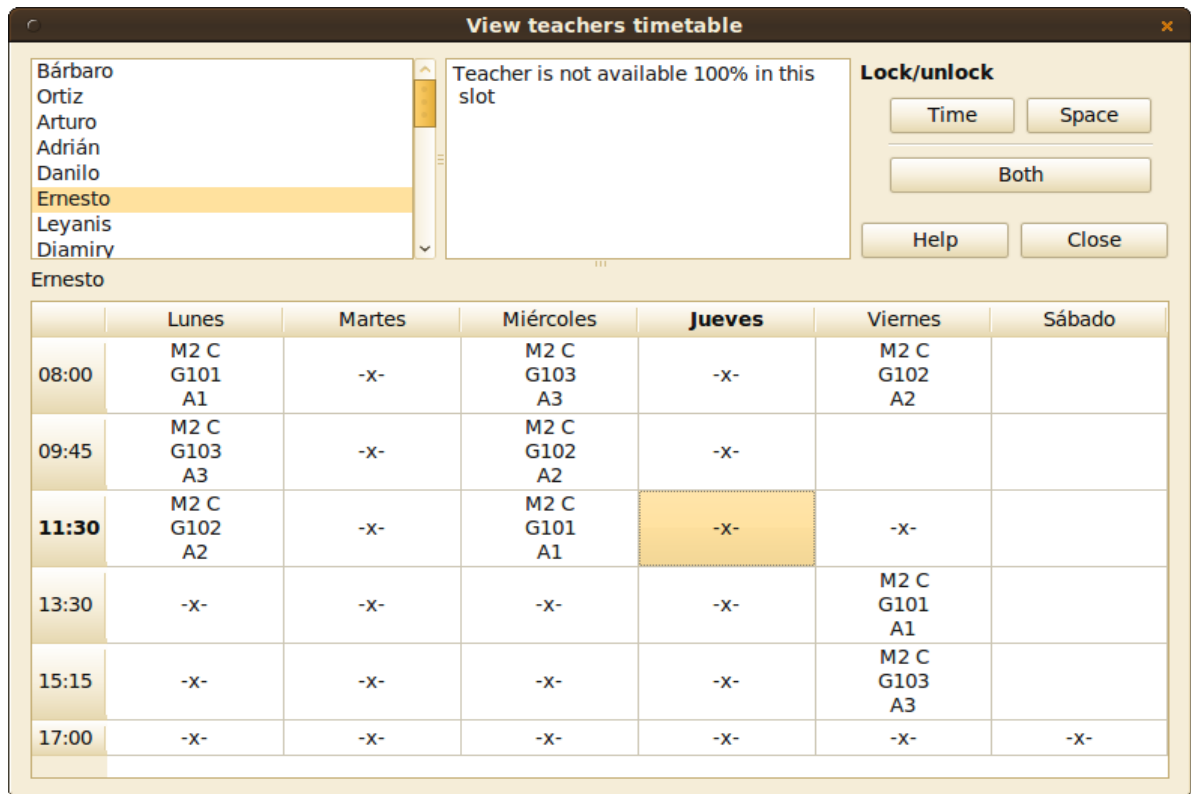 View teachers timetable
Bárbaro
Ortiz
Arturo
Adrián
Danilo
Ernesto
Leyanis
Diamiry
Teacher is not available 100% in this
slot
Lock/unlock
Time Space
Both
Help Close
Ernesto
Lunes Martes Miércoles Jueves Viernes Sábado
M2 C M2 C M2 C
08:00 G101 -x- G103 -x- G102
A1 A3 A2
M2 C M2 C
09:45 G103 -x- G102 -x-
A3 A2
M2 C M2 C
11:30 G102 -x- G101 -x- -x-
A2 A1
M2 C
13:30 -x- -x- -x- -x- G101
A1
M2 C
15:15 -x- -x- -x- -x- G103
A3
17:00 -x- -x- -x- -x- -x- -x-